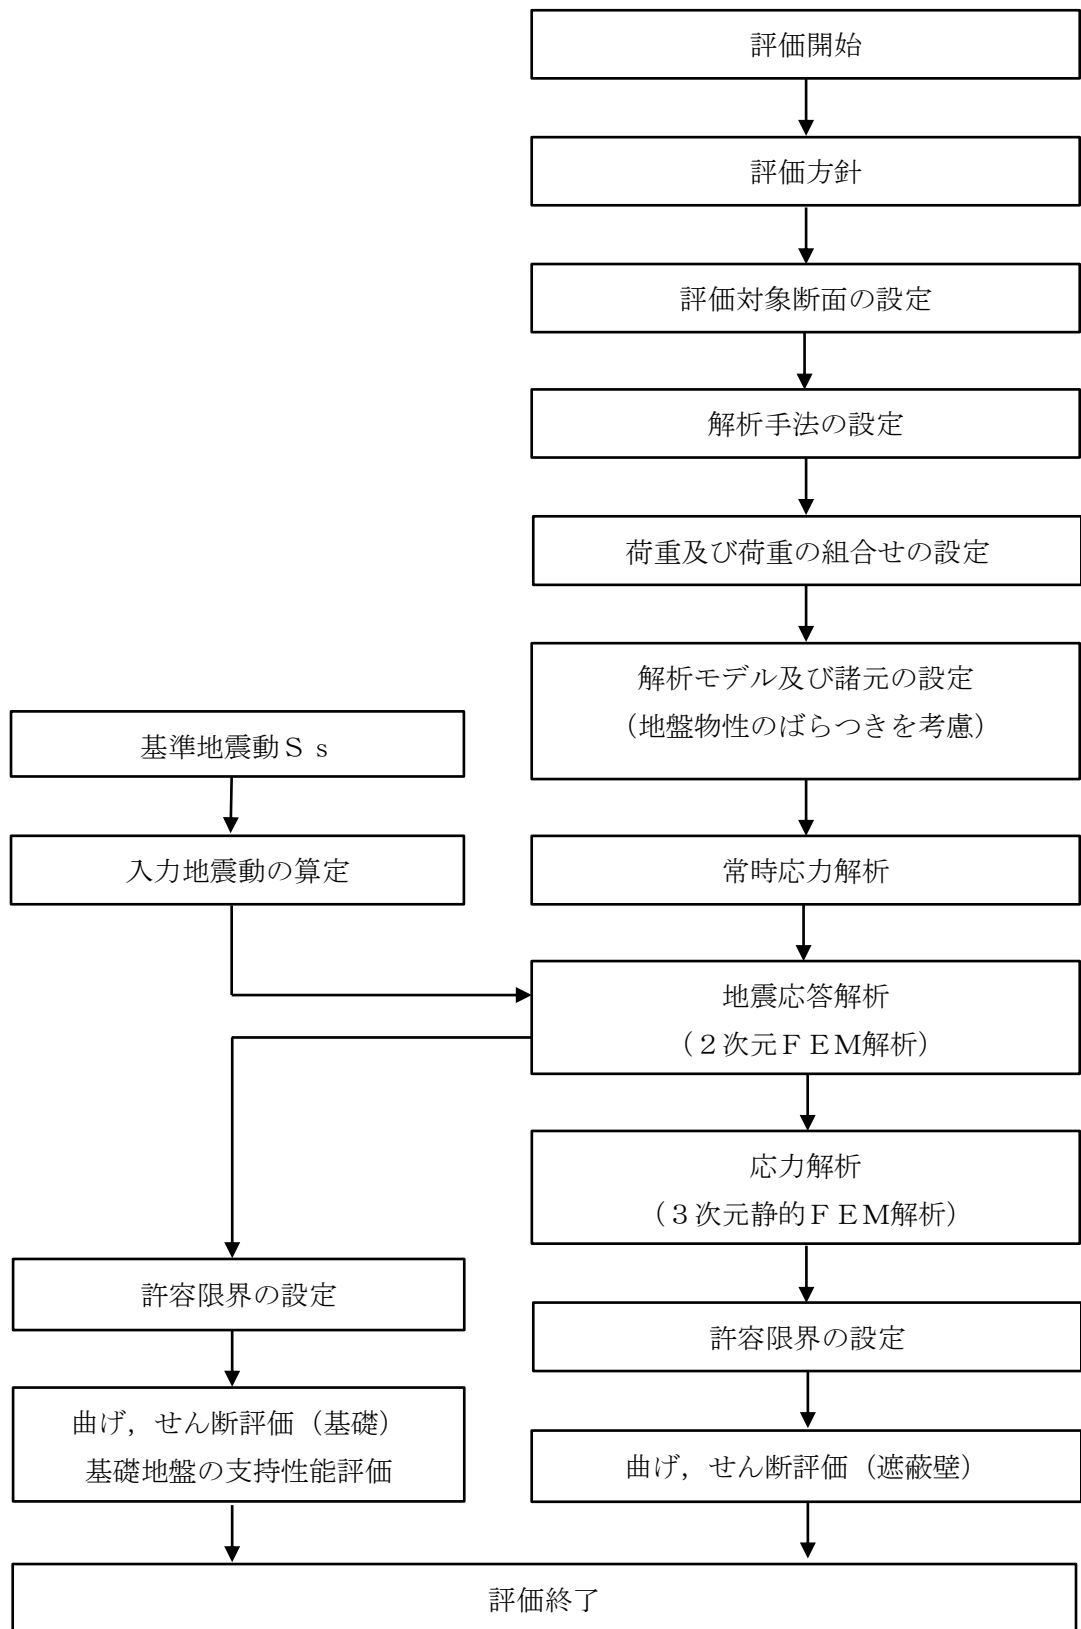 評価開始
評価方針
評価対象断面の設定
解析手法の設定
荷重及び荷重の組合せの設定
解析モデル及び諸元の設定
(地盤物性のばらつきを考慮)
基準地震動Ss
入力地震動の算定
常時応力解析
地震応答解析
(2次元FEM解析)
応力解析
(3次元静的FEM解析)
許容限界の設定
許容限界の設定
曲げ,せん断評価(基礎)
基礎地盤の支持性能評価
曲げ,せん断評価(遮蔽壁)
評価終了